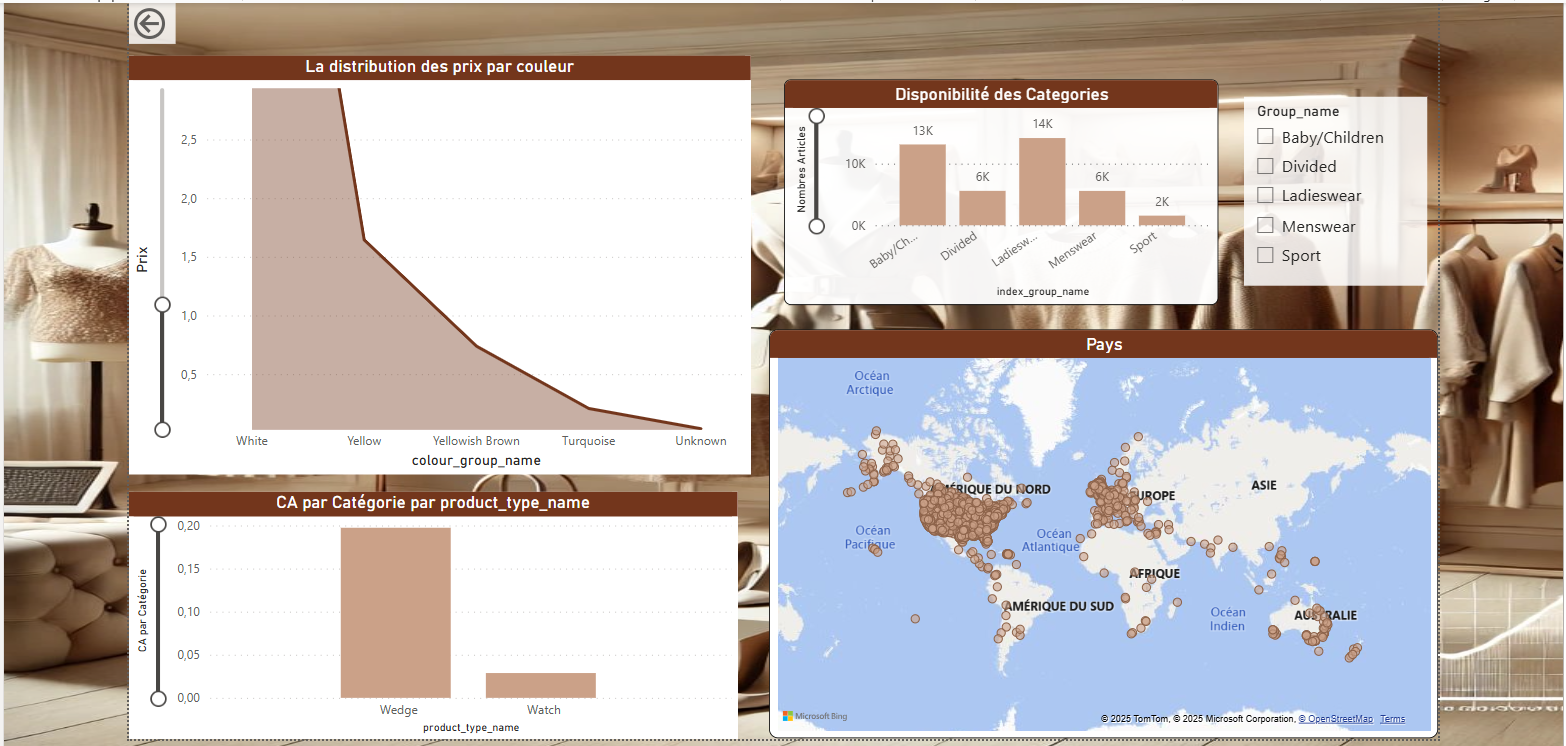 La distribution des prix par couleur
Prix
2,5
2,0
1,5
1,0
0,5
White
Yellow
Yellowish Brown
Turquoise
Unknown
colour_group_name
Disponibilité des Categories
Nombres Articles
10K
0K
13K
6K
14K
6K
2K
Baby/Ch...
Divided
Ladiesw...
Menswear
Sport
index_group_name
Group_name
Baby/Children
Divided
Ladieswear
Menswear
Sport
CA par Catégorie par product_type_name
CA par Catégorie
0,20
0,15
0,10
0,05
0,00
Wedge
Watch
product_type_name
Pays
Océan
Arctique
AMÉRIQUE DU NORD
EUROPE
ASIE
Océan
Pacifique
Océan
Atlantique
AFRIQUE
AMÉRIQUE DU SUD
Océan
Indien
AUSTRALIE
Microsoft Bing
© 2025 TomTom, © 2025 Microsoft Corporation, © OpenStreetMap Terms